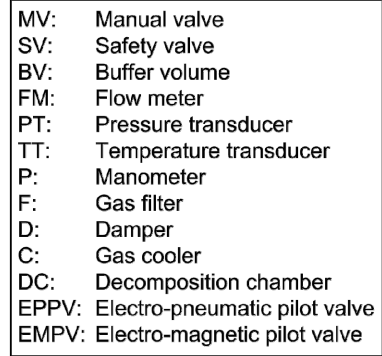 MV: Manual valve
SV: Safety valve
BV: Buffer volume
FM: Flow meter
PT: Pressure transducer
TT: Temperature transducer
P: Manometer
F: Gas filter
D: Damper
C: Gas cooler
DC: Decomposition chamber
EPPV: Electro-pneumatic pilot valve
EMPV: Electro-magnetic pilot valve